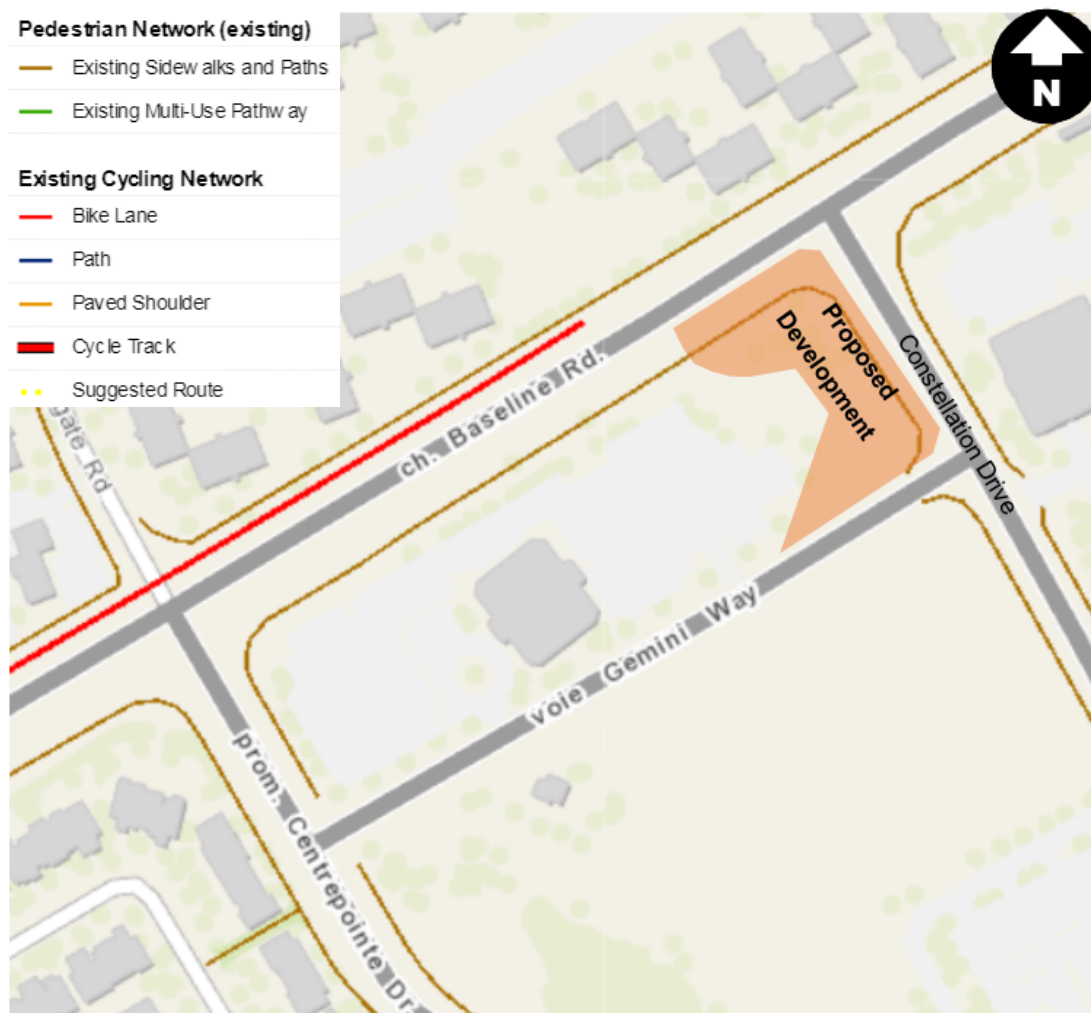 Pedestrian Network (existing)
Existing Sidewalks and Paths
Existing Multi-Use Pathway
Existing Cycling Network
Bike Lane
Path
Paved Shoulder
Cycle Track
Suggested Route
N
gate Rd
ch. Baseline Rd.
Proposed
Development
Constellation Drive
voie Gemini Way
prom. Centrepointe Dr.